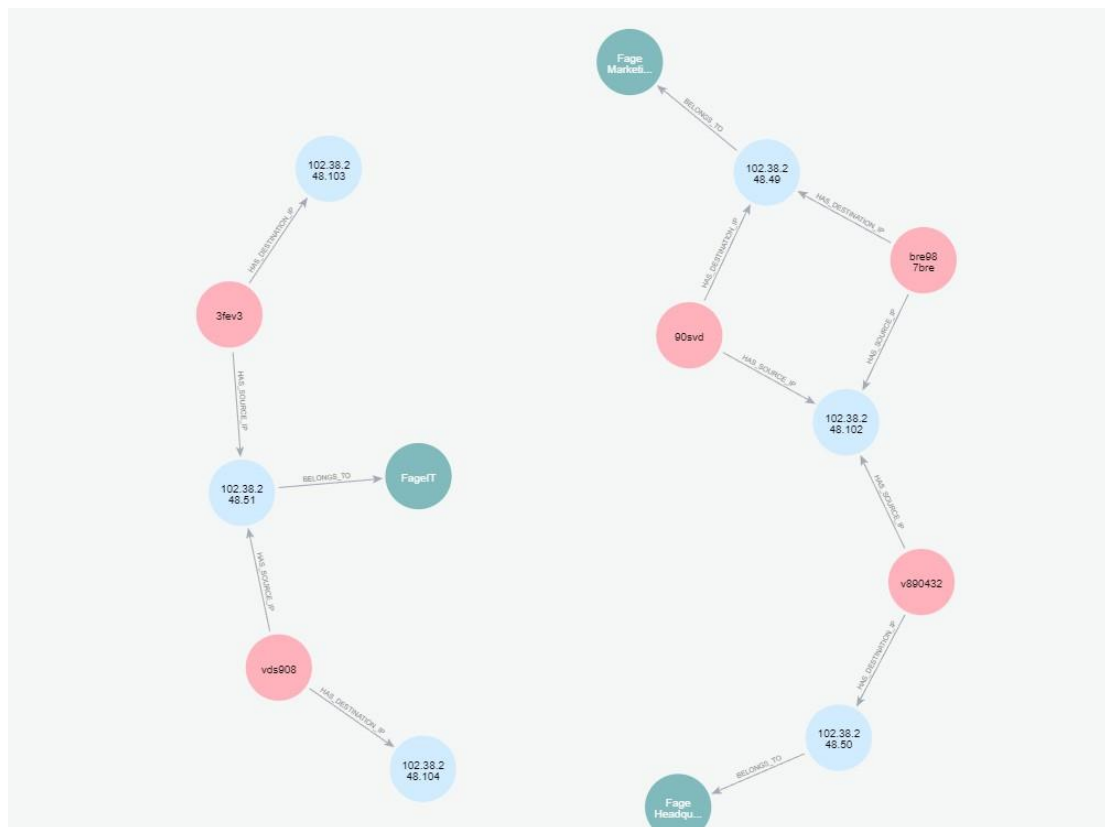 Fage
Marketi...
BELONGS_TO
102.38.2
48.103
102.38.2
48.49
HAS_DESTINATION_IP
HAS_DESTINATION_IP
HAS_DESTINATION_IP
bre98
7bre
3fev3
90svd
HAS_SOURCE_IP
HAS_SOURCE_IP
HAS_SOURCE_IP
102.38.2
48.102
102.38.2
48.51
BELONGS_TO
FageIT
HAS_SOURCE_IP
HAS_SOURCE_IP
v890432
vds908
HAS_DESTINATION_IP
HAS_DESTINATION_IP
102.38.2
48.104
102.38.2
48.50
BELONGS_TO
Fage
Headqu...